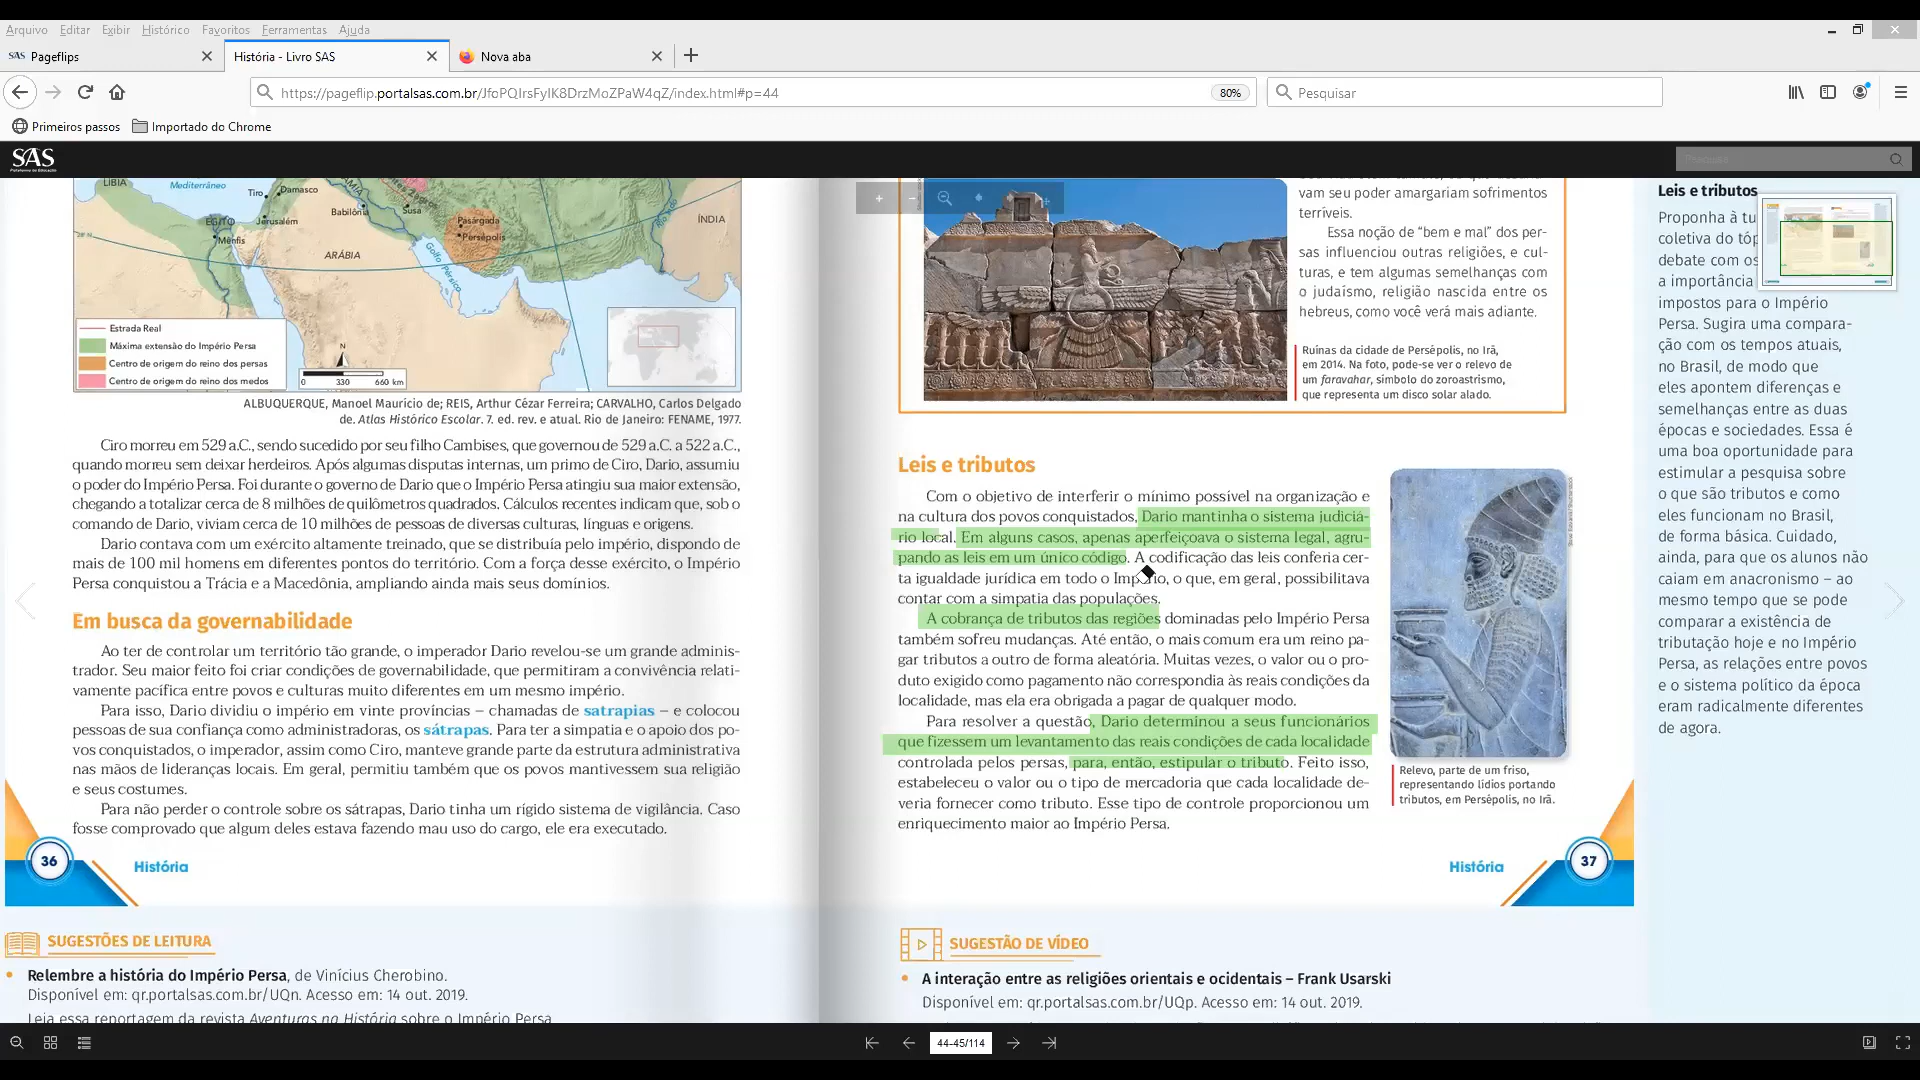 Arquivo Editar Exibir Histórico Favoritos Ferramentas Ajuda
SAS Pageflips
História - Livro SAS
Nova aba
https://pageflip.portalsas.com.br/JfoPQIrsFyIK8DrzMoZPaW4qZ/index.html#p=44
80%
Pesquisar
Primeiros passos
Importado do Chrome
SAS
LÍBIA
Mediterrâneo
Tiro
Damasco
Jerusalém
EGITO
Mênfis
Babilônia
Susa
Pasárgada
Persépolis
ARÁBIA
Golfo Pérsico
ÍNDIA
Estrada Real
Máxima extensão do Império Persa
Centro de origem do reino dos persas
Centro de origem do reino dos medos
N
0 330 660 km
ALBUQUERQUE, Manoel Maurício de; REIS, Arthur Cézar Ferreira; CARVALHO, Carlos Delgado
de. Atlas Histórico Escolar. 7. ed. rev. e atual. Rio de Janeiro: FENAME, 1977.
Ciro morreu em 529 a.C., sendo sucedido por seu filho Cambises, que governou de 529 a.C. a 522 a.C.,
quando morreu sem deixar herdeiros. Após algumas disputas internas, um primo de Ciro, Dario, assumiu
o poder do Império Persa. Foi durante o governo de Dario que o Império Persa atingiu sua maior extensão,
chegando a totalizar cerca de 8 milhões de quilômetros quadrados. Cálculos recentes indicam que, sob o
comando de Dario, viviam cerca de 10 milhões de pessoas de diversas culturas, línguas e origens.
Dario contava com um exército altamente treinado, que se distribuía pelo império, dispondo de
mais de 100 mil homens em diferentes pontos do território. Com a força desse exército, o Império
Persa conquistou a Trácia e a Macedônia, ampliando ainda mais seus domínios.
Em busca da governabilidade
Ao ter de controlar um território tão grande, o imperador Dario revelou-se um grande adminis-
trador. Seu maior feito foi criar condições de governabilidade, que permitiram a convivência relati-
vamente pacífica entre povos e culturas muito diferentes em um mesmo império.
Para isso, Dario dividiu o império em vinte províncias – chamadas de satrapias – e colocou
pessoas de sua confiança como administradoras, os sátrapas. Para ter a simpatia e o apoio dos po-
vos conquistados, o imperador, assim como Ciro, manteve grande parte da estrutura administrativa
nas mãos de lideranças locais. Em geral, permitiu também que os povos mantivessem sua religião
e seus costumes.
Para não perder o controle sobre os sátrapas, Dario tinha um rígido sistema de vigilância. Caso
fosse comprovado que algum deles estava fazendo mau uso do cargo, ele era executado.
36
História
SUGESTÕES DE LEITURA
Relembre a história do Império Persa, de Vinícius Cherobino.
Disponível em: qr.portalsas.com.br/UQn. Acesso em: 14 out. 2019.
Leia essa reportagem da revista Aventuras na História sobre o Império Persa
vam seu poder amargariam sofrimentos
terríveis.
Essa noção de “bem e mal” dos per-
sas influenciou outras religiões, e cul-
turas, e tem algumas semelhanças com
o judaísmo, religião nascida entre os
hebreus, como você verá mais adiante.
Ruínas da cidade de Persépolis, no Irã,
em 2014. Na foto, pode-se ver o relevo de
um faravahar, símbolo do zoroastrismo,
que representa um disco solar alado.
Leis e tributos
Com o objetivo de interferir o mínimo possível na organização e
na cultura dos povos conquistados, Dario mantinha o sistema judiciá-
rio local. Em alguns casos, apenas aperfeiçoava o sistema legal, agru-
pando as leis em um único código. A codificação das leis conferia cer-
ta igualdade jurídica em todo o Império, o que, em geral, possibilitava
contar com a simpatia das populações.
A cobrança de tributos das regiões dominadas pelo Império Persa
também sofreu mudanças. Até então, o mais comum era um reino pa-
gar tributos a outro de forma aleatória. Muitas vezes, o valor ou o pro-
duto exigido como pagamento não correspondia às reais condições da
localidade, mas ela era obrigada a pagar de qualquer modo.
Para resolver a questão, Dario determinou a seus funcionários
que fizessem um levantamento das reais condições de cada localidade
controlada pelos persas, para, então, estipular o tributo. Feito isso,
estabeleceu o valor ou o tipo de mercadoria que cada localidade de-
veria fornecer como tributo. Esse tipo de controle proporcionou um
enriquecimento maior ao Império Persa.
Relevo, parte de um friso,
representando lídios portando
tributos, em Persépolis, no Irã.
História
37
SUGESTÃO DE VÍDEO
A interação entre as religiões orientais e ocidentais – Frank Usarski
Disponível em: qr.portalsas.com.br/UQp. Acesso em: 14 out. 2019.
Leis e tributos
Proponha à tu
coletiva do tóp
debate com os
a importância
impostos para o Império
Persa. Sugira uma compara-
ção com os tempos atuais,
no Brasil, de modo que
eles apontem diferenças e
semelhanças entre as duas
épocas e sociedades. Essa é
uma boa oportunidade para
estimular a pesquisa sobre
o que são tributos e como
eles funcionam no Brasil,
de forma básica. Cuidado,
ainda, para que os alunos não
caiam em anacronismo – ao
mesmo tempo que se pode
comparar a existência de
tributação hoje e no Império
Persa, as relações entre povos
e o sistema político da época
eram radicalmente diferentes
de agora.
44-45/114